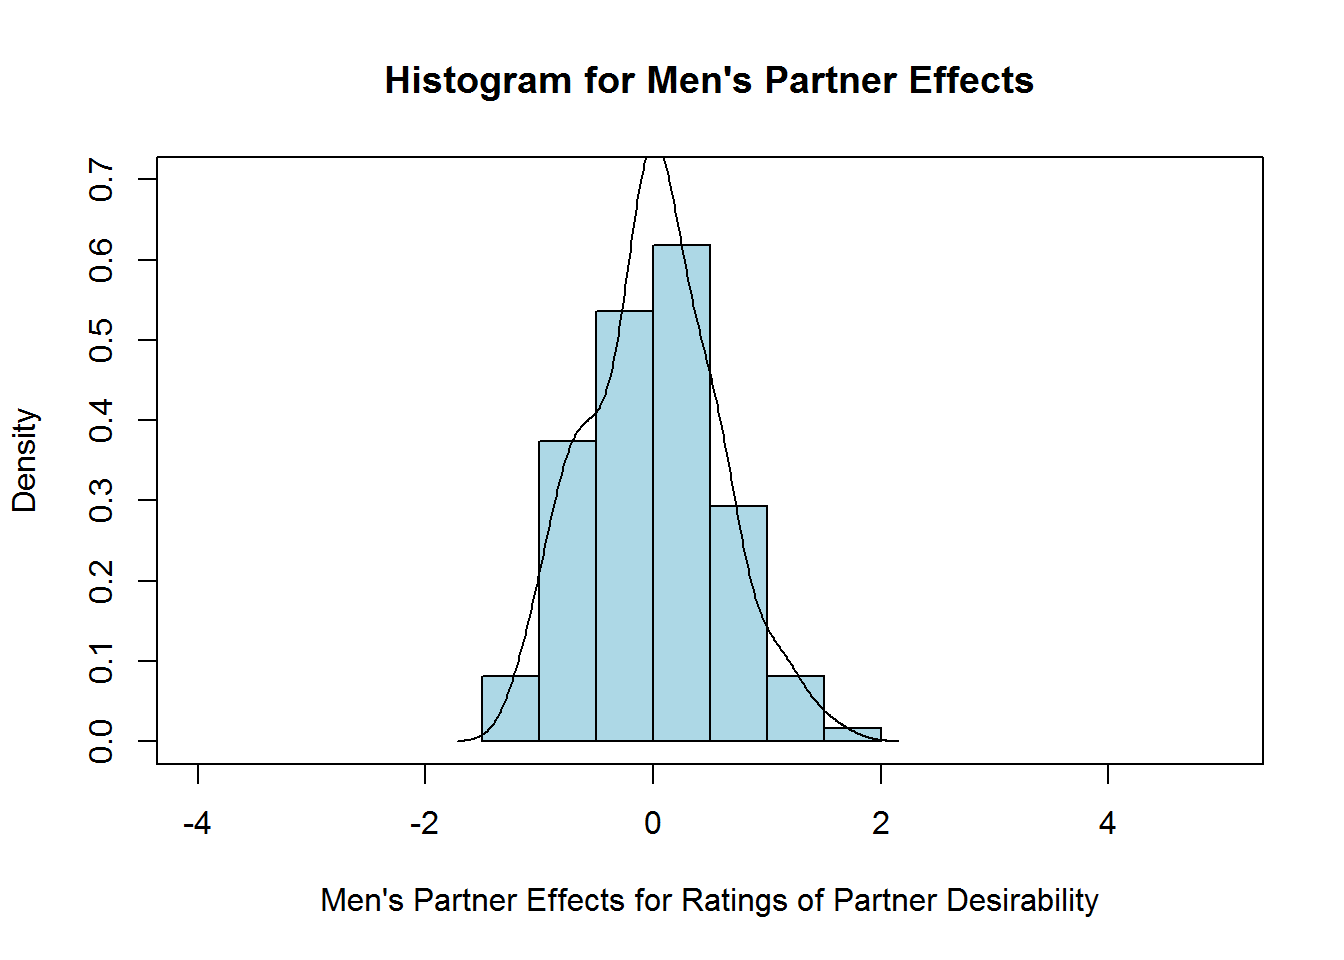 Histogram for Men's Partner Effects
Density
0.7
0.6
0.5
0.4
0.3
0.2
0.1
0.0
-4 -2 0 2 4
Men's Partner Effects for Ratings of Partner Desirability